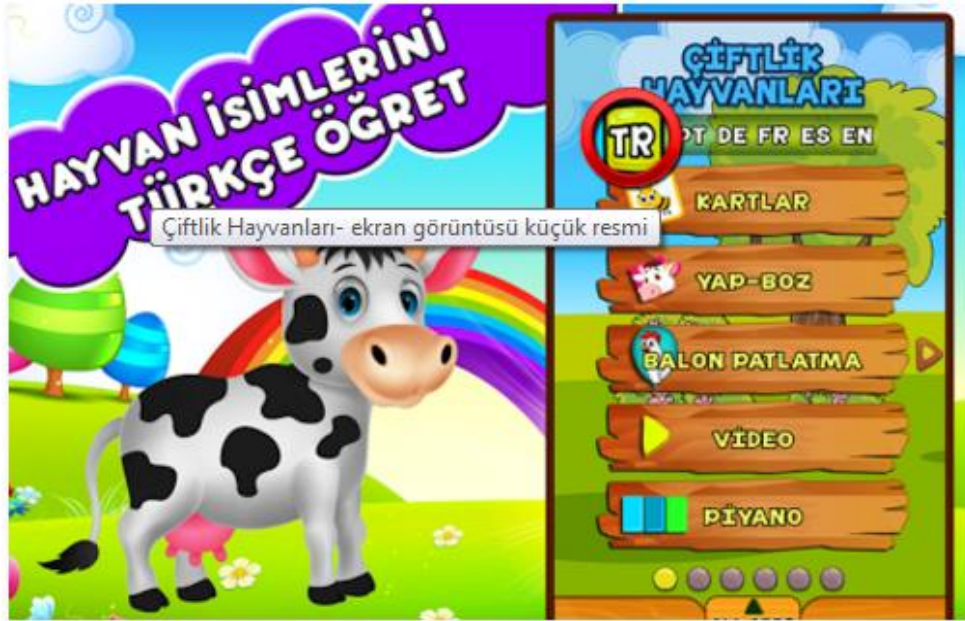 HAYVAN İSİMLERİNİ
TÜRKÇE ÖĞRET
Çiftlik Hayvanları- ekran görüntüsü küçük resmi
ÇİFTLİK
HAYVANLARI
TR PT DE FR ES EN
KARTLAR
YAP-BOZ
BALON PATLATMA
VİDEO
PİYANO